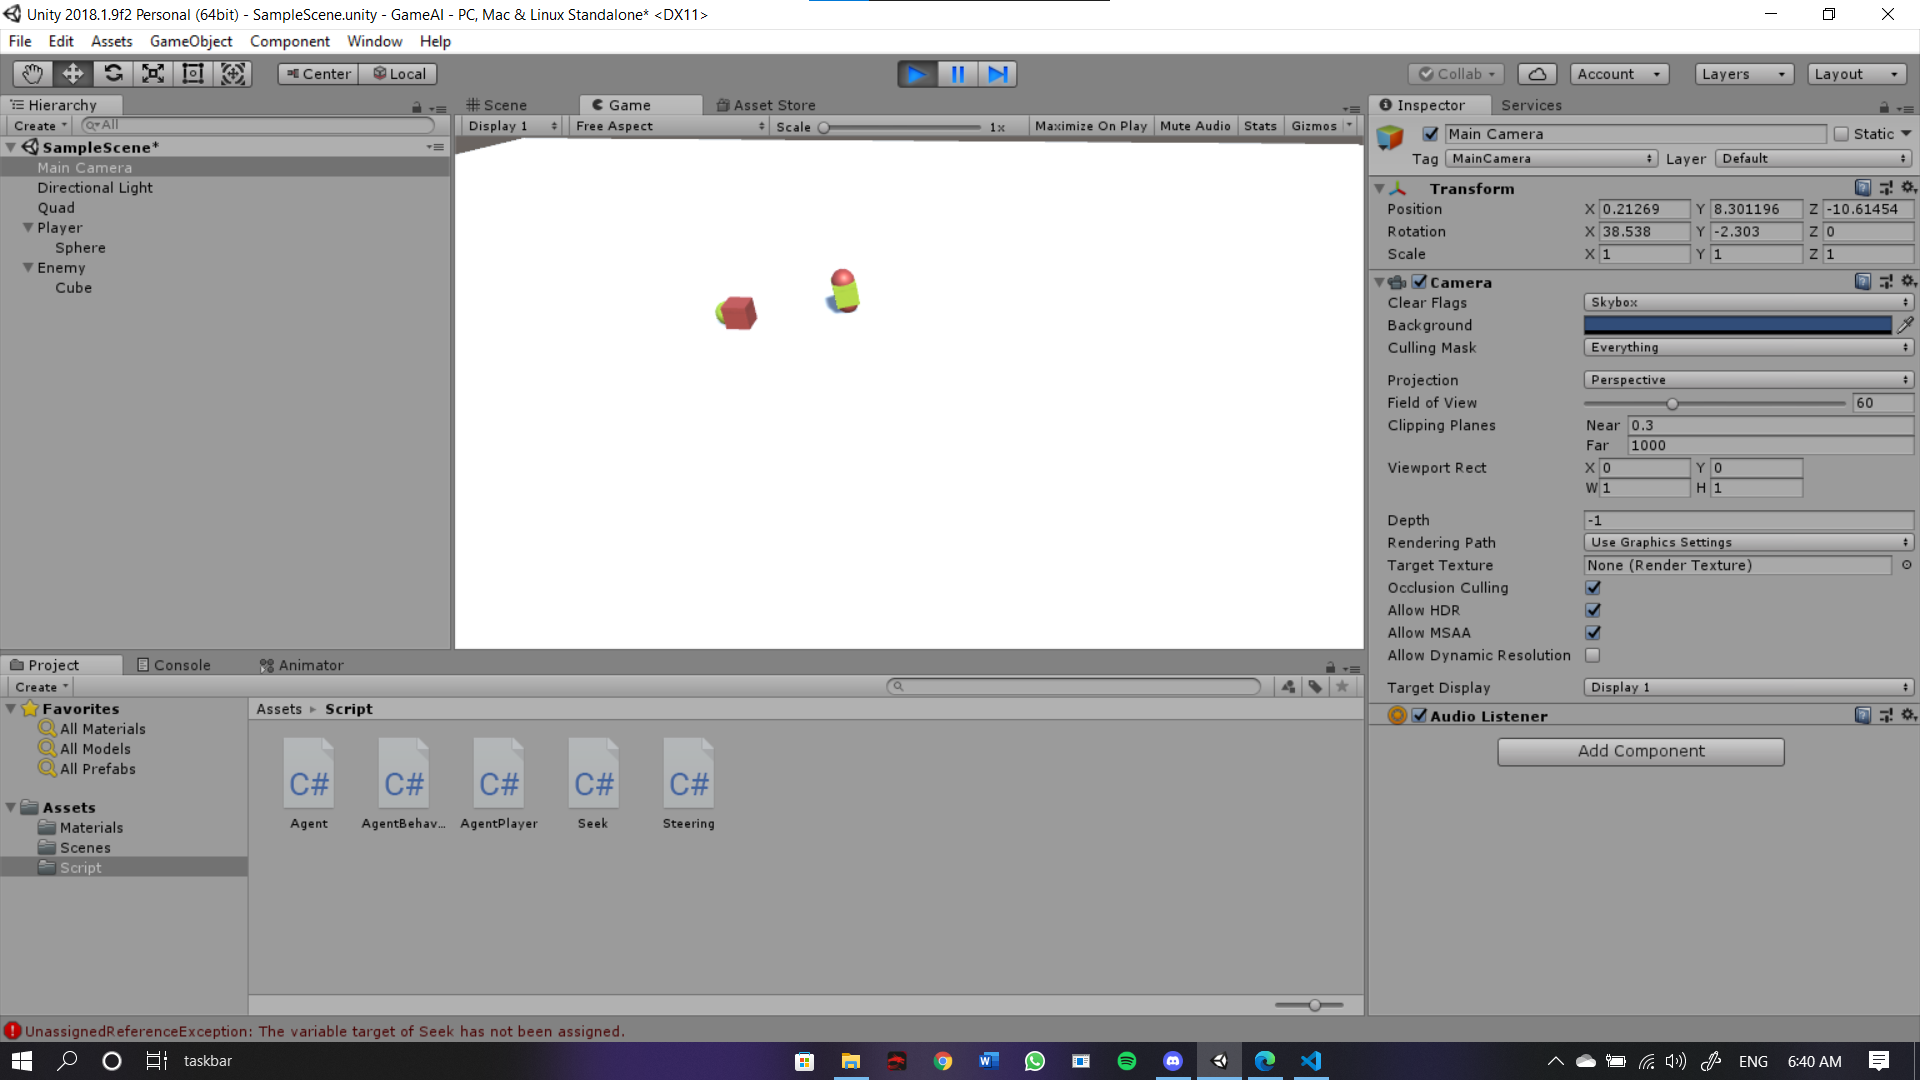 Unity 2018.1.9f2 Personal (64bit) - SampleScene.unity - GameAI - PC, Mac & Linux Standalone* <DX11>
File Edit Assets GameObject Component Window Help
Center Local Collab Account Layers Layout
Hierarchy
Create All
SampleScene*
Main Camera
Directional Light
Quad
Player
Sphere
Enemy
Cube
Scene Game Asset Store
Display 1 Free Aspect Scale 1x Maximize On Play Mute Audio Stats Gizmos
Inspector Services
Main Camera Static
Tag MainCamera Layer Default
Transform
Position X 0.21269 Y 8.301196 Z -10.61454
Rotation X 38.538 Y -2.303 Z 0
Scale X 1 Y 1 Z 1
Camera
Clear Flags Skybox
Background
Culling Mask Everything
Projection Perspective
Field of View 60
Clipping Planes Near 0.3
Far 1000
Viewport Rect X 0 Y 0
W 1 H 1
Depth -1
Rendering Path Use Graphics Settings
Target Texture None (Render Texture)
Occlusion Culling
Allow HDR
Allow MSAA
Allow Dynamic Resolution
Target Display Display 1
Audio Listener
Add Component
Project Console Animator
Create
Favorites
All Materials
All Models
All Prefabs
Assets
Materials
Scenes
Script
Assets Script
C# C# C# C# C#
Agent AgentBehav... AgentPlayer Seek Steering
UnassignedReferenceException: The variable target of Seek has not been assigned.
taskbar ENG 6:40 AM